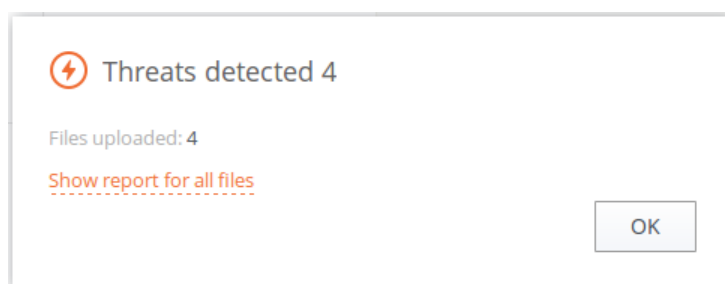 Threats detected 4
Files uploaded: 4
Show report for all files
OK